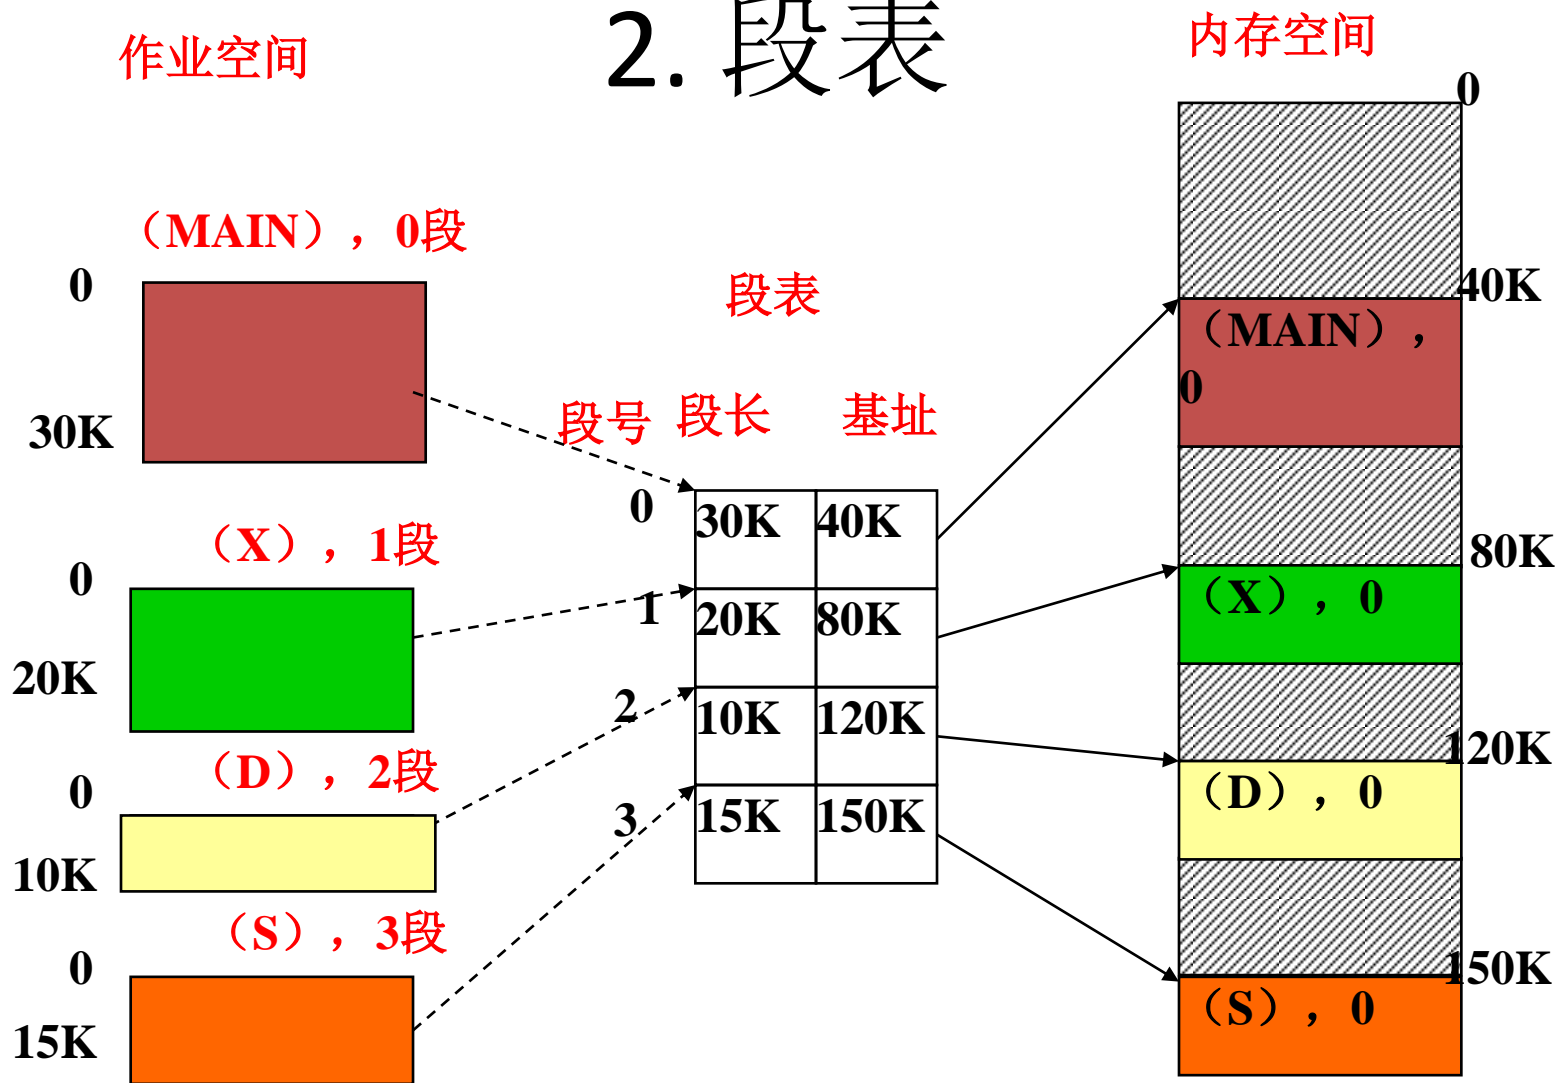 2. 段表
作业空间
内存空间
（MAIN），0段
0
30K
（X），1段
0
20K
（D），2段
0
10K
（S），3段
0
15K
段表
段号 段长 基址
0 30K 40K
1 20K 80K
2 10K 120K
3 15K 150K
0
40K
（MAIN），
0
80K
（X），0
120K
（D），0
150K
（S），0